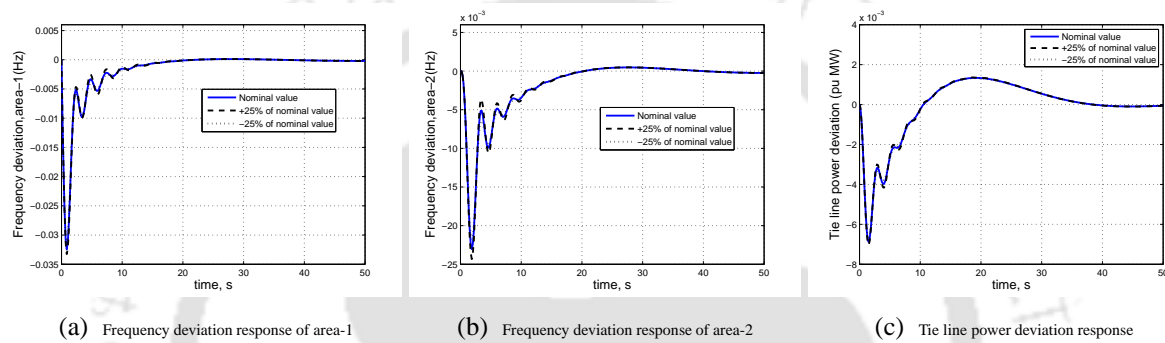 0.005
0
−0.005
−0.01
−0.015
−0.02
−0.025
−0.03
−0.035
Frequency deviation,area−1(Hz)
Nominal value
+25% of nominal value
−25% of nominal value
0 10 20 30 40 50
time, s
(a) Frequency deviation response of area-1
x 10⁻³
5
0
−5
−10
−15
−20
−25
Frequency deviation,area−2(Hz)
Nominal value
+25% of nominal value
−25% of nominal value
0 10 20 30 40 50
time, s
(b) Frequency deviation response of area-2
x 10⁻³
4
2
0
−2
−4
−6
−8
Tie line power deviation (pu MW)
Nominal value
+25% of nominal value
−25% of nominal value
0 10 20 30 40 50
time, s
(c) Tie line power deviation response